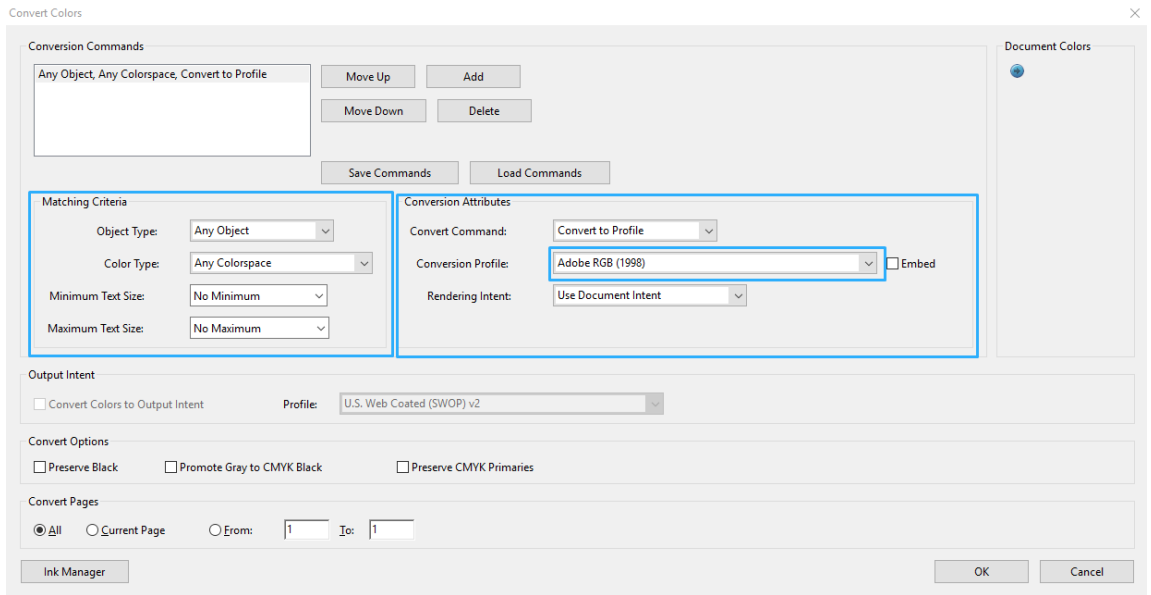 Convert Colors
Conversion Commands
Document Colors
Any Object, Any Colorspace, Convert to Profile
Move Up
Add
Move Down
Delete
Save Commands
Load Commands
Matching Criteria
Conversion Attributes
Object Type: Any Object
Convert Command: Convert to Profile
Color Type: Any Colorspace
Conversion Profile: Adobe RGB (1998) Embed
Minimum Text Size: No Minimum
Rendering Intent: Use Document Intent
Maximum Text Size: No Maximum
Output Intent
Convert Colors to Output Intent Profile: U.S. Web Coated (SWOP) v2
Convert Options
Preserve Black Promote Gray to CMYK Black Preserve CMYK Primaries
Convert Pages
All Current Page From: 1 To: 1
Ink Manager
OK
Cancel